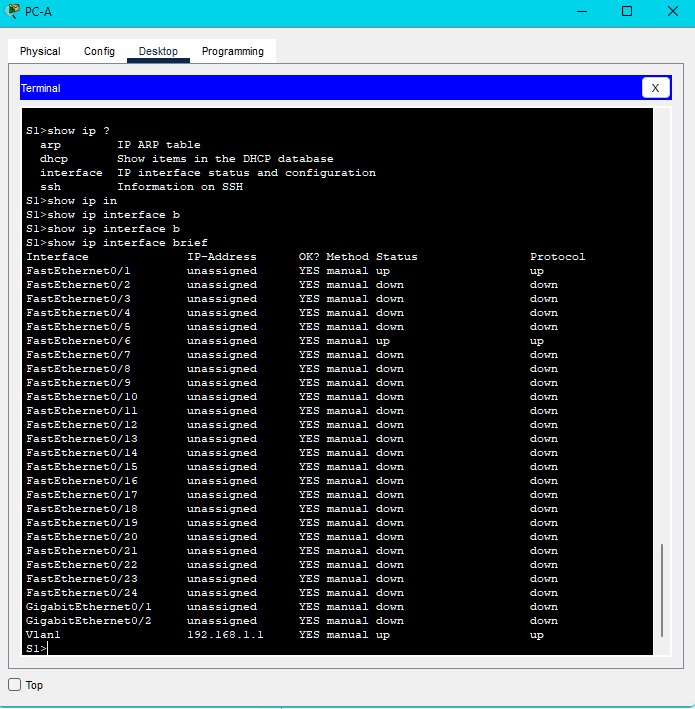 PC-A
Physical Config Desktop Programming
Terminal X
S1>show ip ?
  arp        IP ARP table
  dhcp       Show items in the DHCP database
  interface  IP interface status and configuration
  ssh        Information on SSH
S1>show ip in
S1>show ip interface b
S1>show ip interface b
S1>show ip interface brief
Interface              IP-Address      OK? Method Status                Protocol
FastEthernet0/1        unassigned      YES manual up                    up
FastEthernet0/2        unassigned      YES manual down                  down
FastEthernet0/3        unassigned      YES manual down                  down
FastEthernet0/4        unassigned      YES manual down                  down
FastEthernet0/5        unassigned      YES manual down                  down
FastEthernet0/6        unassigned      YES manual up                    up
FastEthernet0/7        unassigned      YES manual down                  down
FastEthernet0/8        unassigned      YES manual down                  down
FastEthernet0/9        unassigned      YES manual down                  down
FastEthernet0/10       unassigned      YES manual down                  down
FastEthernet0/11       unassigned      YES manual down                  down
FastEthernet0/12       unassigned      YES manual down                  down
FastEthernet0/13       unassigned      YES manual down                  down
FastEthernet0/14       unassigned      YES manual down                  down
FastEthernet0/15       unassigned      YES manual down                  down
FastEthernet0/16       unassigned      YES manual down                  down
FastEthernet0/17       unassigned      YES manual down                  down
FastEthernet0/18       unassigned      YES manual down                  down
FastEthernet0/19       unassigned      YES manual down                  down
FastEthernet0/20       unassigned      YES manual down                  down
FastEthernet0/21       unassigned      YES manual down                  down
FastEthernet0/22       unassigned      YES manual down                  down
FastEthernet0/23       unassigned      YES manual down                  down
FastEthernet0/24       unassigned      YES manual down                  down
GigabitEthernet0/1     unassigned      YES manual down                  down
GigabitEthernet0/2     unassigned      YES manual down                  down
Vlan1                  192.168.1.1     YES manual up                    up
S1>
Top